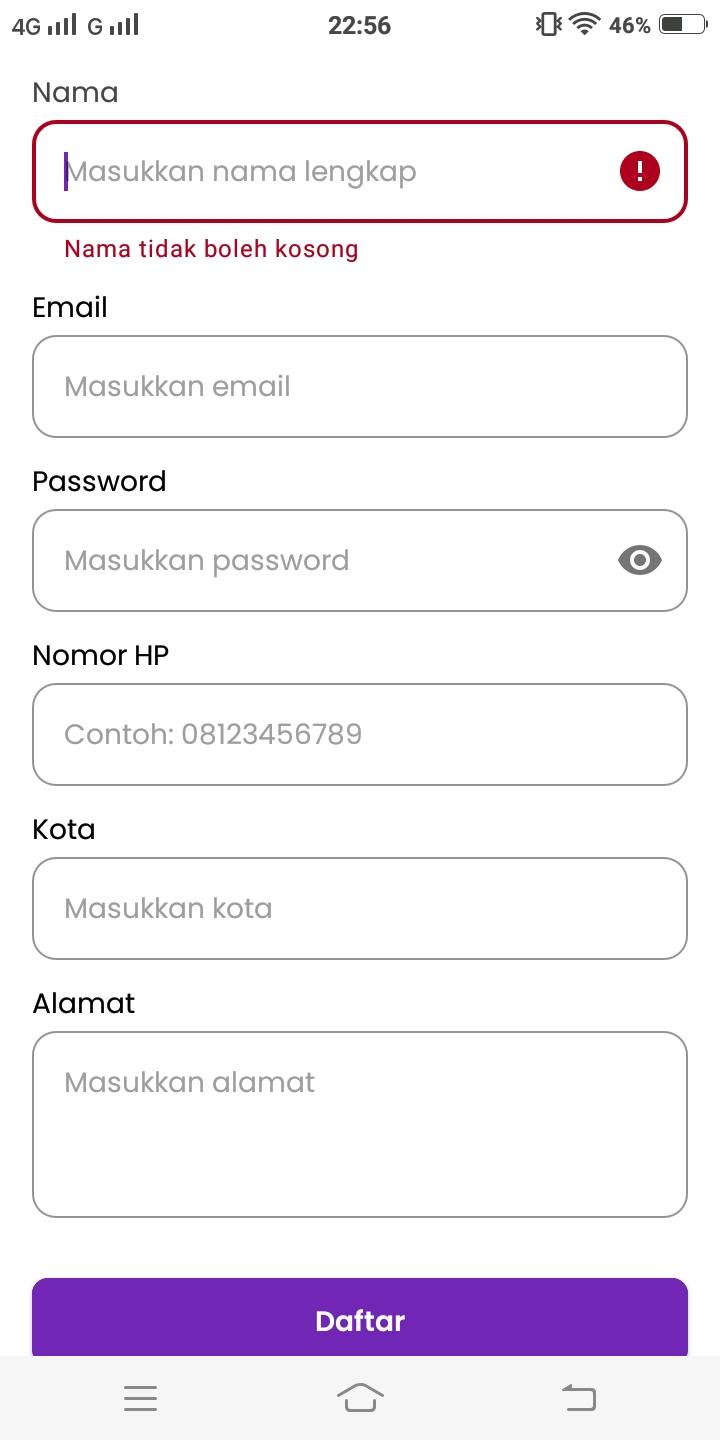 4G G 22:56 46%
Nama
Masukkan nama lengkap
Nama tidak boleh kosong
Email
Masukkan email
Password
Masukkan password
Nomor HP
Contoh: 08123456789
Kota
Masukkan kota
Alamat
Masukkan alamat
Daftar